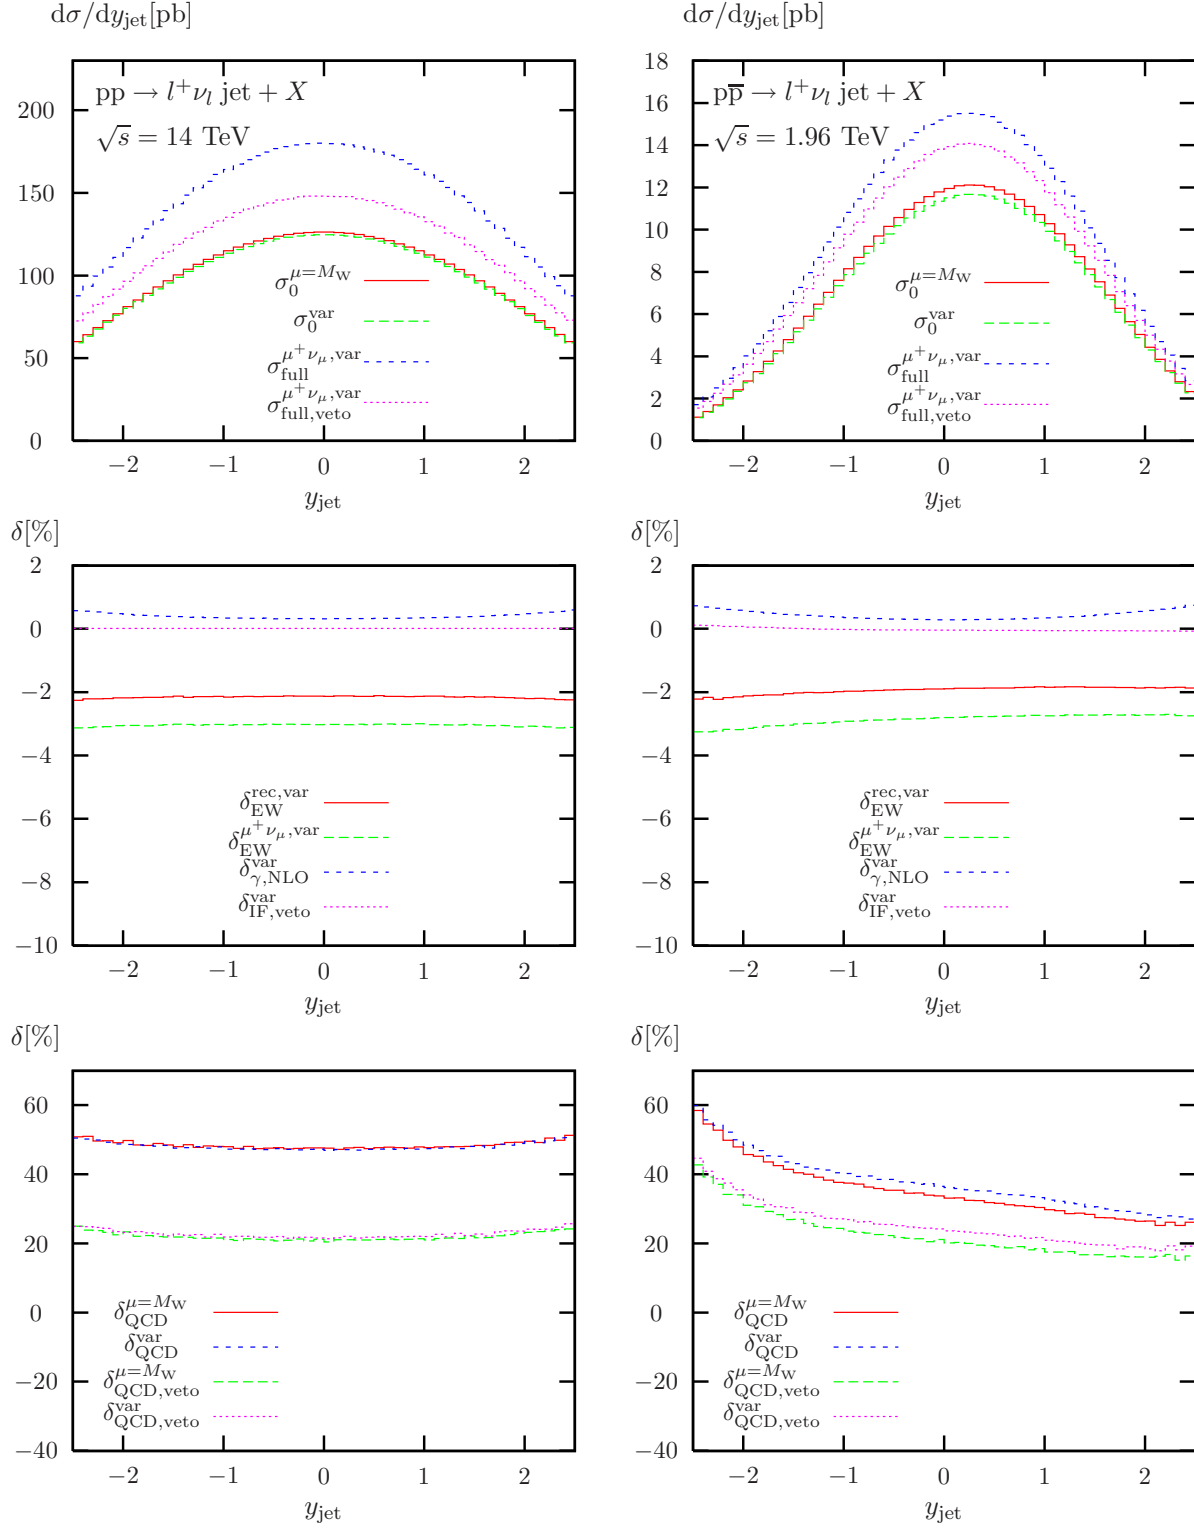 dσ/dy_jet[pb]
pp → l⁺ν_l jet + X
√s = 14 TeV
200
150
100
50
0
σ₀^{μ=M_W}
σ₀^{var}
σ_full^{μ⁺ν_μ,var}
σ_full,veto^{μ⁺ν_μ,var}
−2 −1 0 1 2
y_jet
dσ/dy_jet[pb]
pp̅ → l⁺ν_l jet + X
√s = 1.96 TeV
18
16
14
12
10
8
6
4
2
0
σ₀^{μ=M_W}
σ₀^{var}
σ_full^{μ⁺ν_μ,var}
σ_full,veto^{μ⁺ν_μ,var}
−2 −1 0 1 2
y_jet
δ[%]
2
0
−2
−4
−6
−8
−10
δ_EW^{rec,var}
δ_EW^{μ⁺ν_μ,var}
δ_γ,NLO^{var}
δ_IF,veto^{var}
−2 −1 0 1 2
y_jet
δ[%]
2
0
−2
−4
−6
−8
−10
δ_EW^{rec,var}
δ_EW^{μ⁺ν_μ,var}
δ_γ,NLO^{var}
δ_IF,veto^{var}
−2 −1 0 1 2
y_jet
δ[%]
60
40
20
0
−20
−40
δ_QCD^{μ=M_W}
δ_QCD^{var}
δ_QCD,veto^{μ=M_W}
δ_QCD,veto^{var}
−2 −1 0 1 2
y_jet
δ[%]
60
40
20
0
−20
−40
δ_QCD^{μ=M_W}
δ_QCD^{var}
δ_QCD,veto^{μ=M_W}
δ_QCD,veto^{var}
−2 −1 0 1 2
y_jet